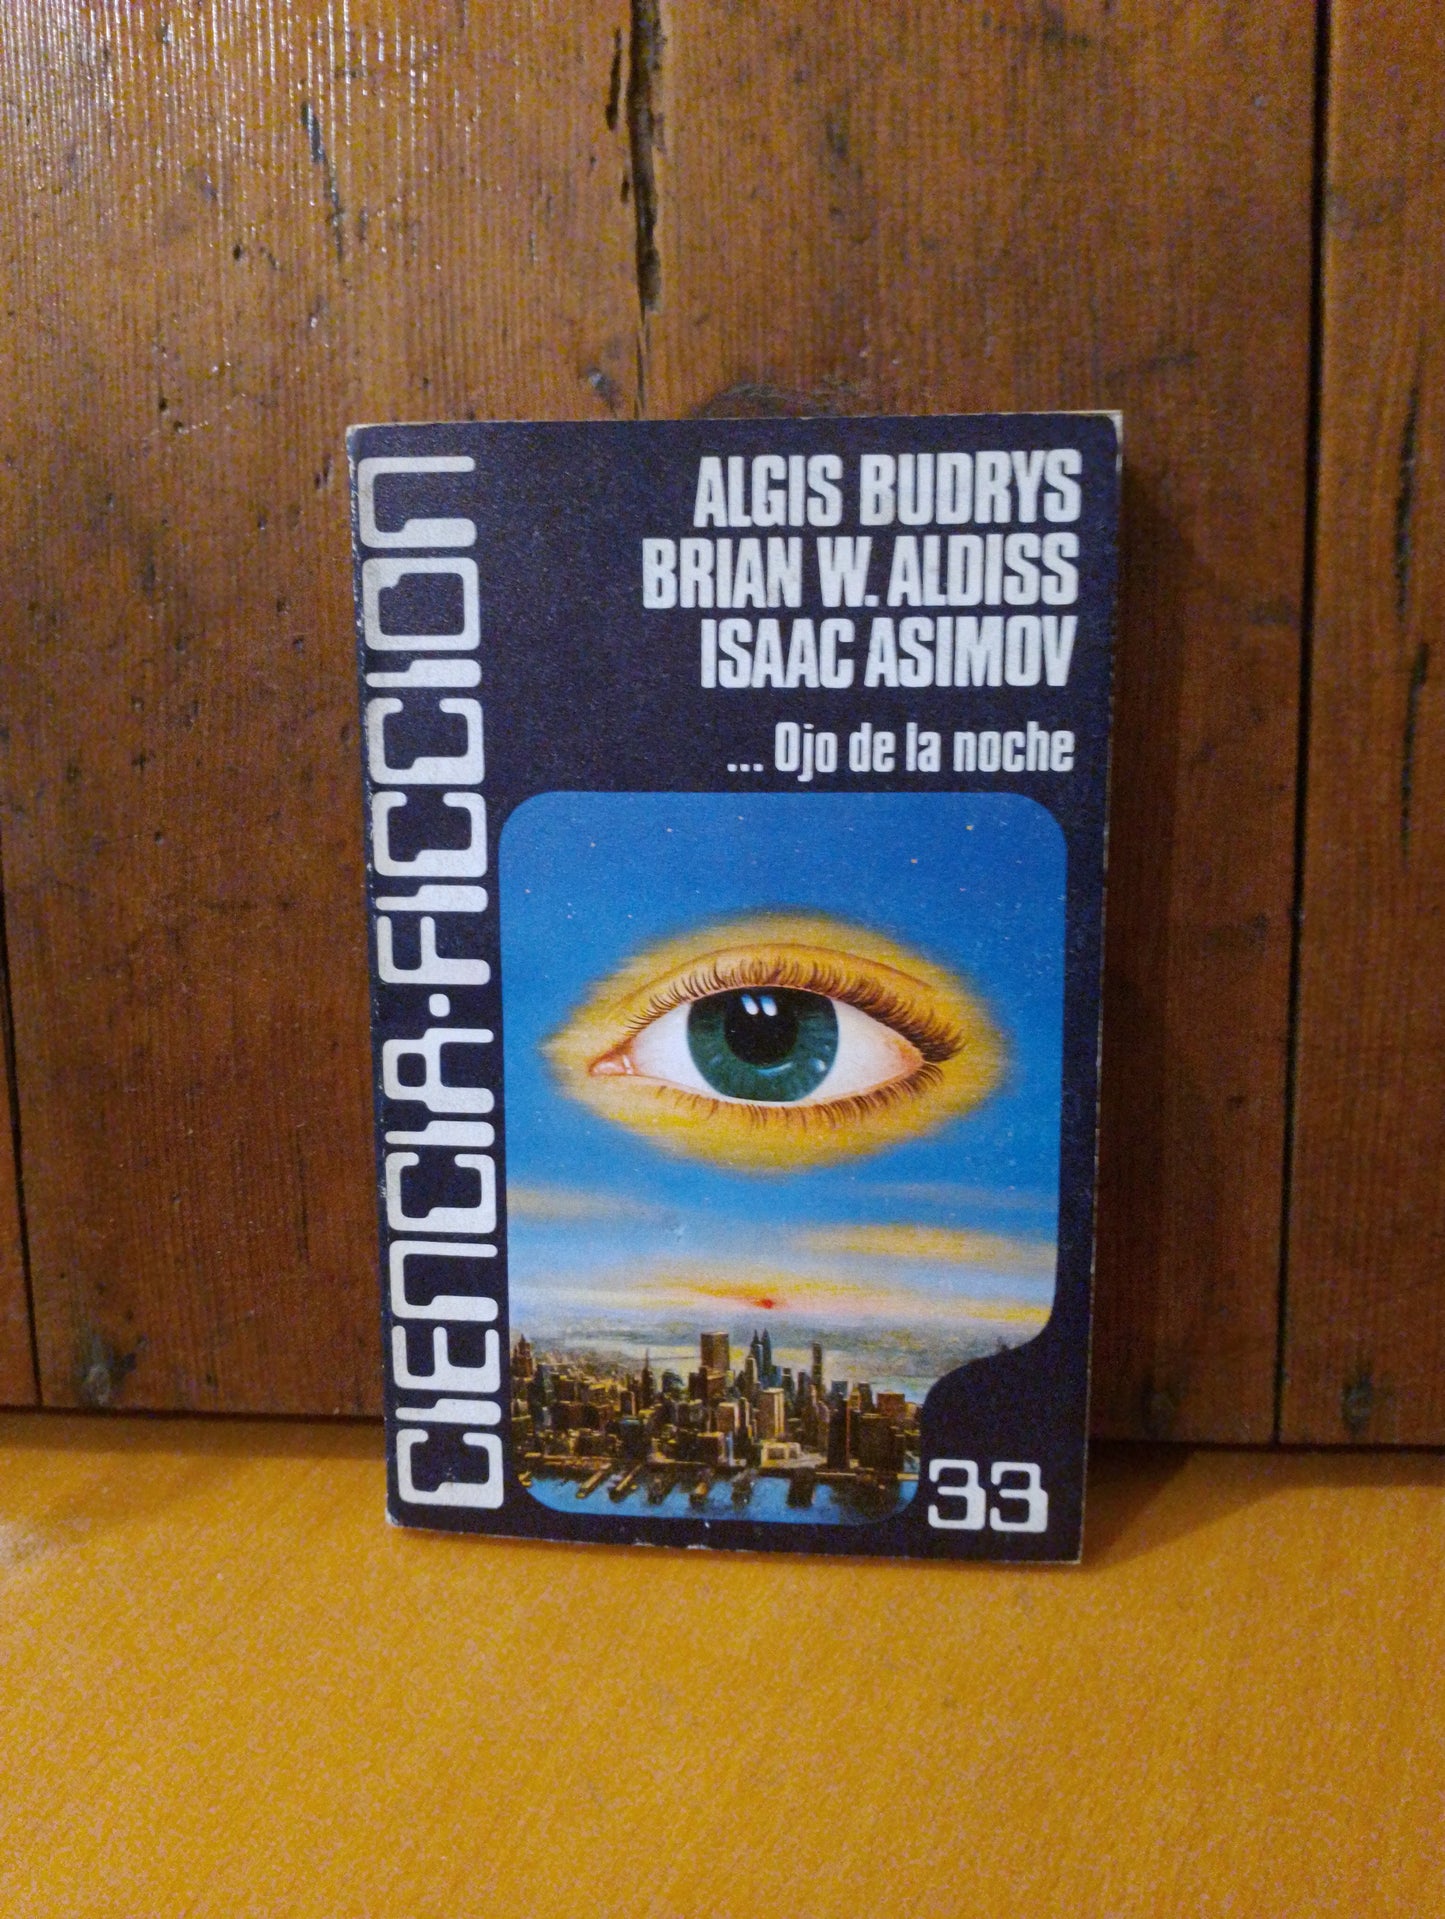 CIENCIA-FICCION
ALGIS BUDRYS
BRIAN W. ALDISS
ISAAC ASIMOV
... Ojo de la noche
33